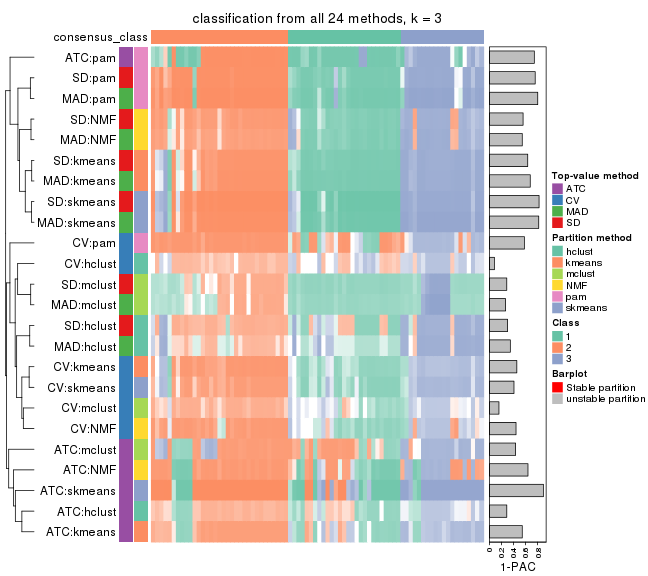 classification from all 24 methods, k = 3
consensus_class
ATC:pam
SD:pam
MAD:pam
SD:NMF
MAD:NMF
SD:kmeans
MAD:kmeans
SD:skmeans
MAD:skmeans
CV:pam
CV:hclust
SD:mclust
MAD:mclust
SD:hclust
MAD:hclust
CV:kmeans
CV:skmeans
CV:mclust
CV:NMF
ATC:mclust
ATC:NMF
ATC:skmeans
ATC:hclust
ATC:kmeans
0 0.2 0.4 0.6 0.8
1-PAC
Top-value method
ATC
CV
MAD
SD
Partition method
hclust
kmeans
mclust
NMF
pam
skmeans
Class
1
2
3
Barplot
Stable partition
unstable partition